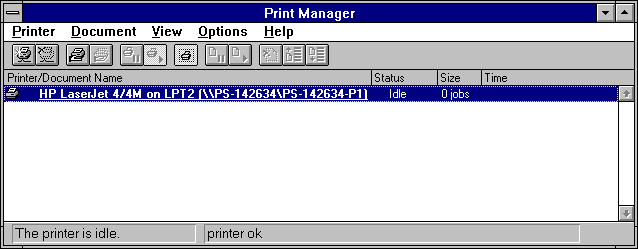 Print Manager
Printer Document View Options Help
Printer/Document Name Status Size Time
HP LaserJet 4/4M on LPT2 (\\PS-142634\PS-142634-P1) Idle 0 jobs
The printer is idle. printer ok